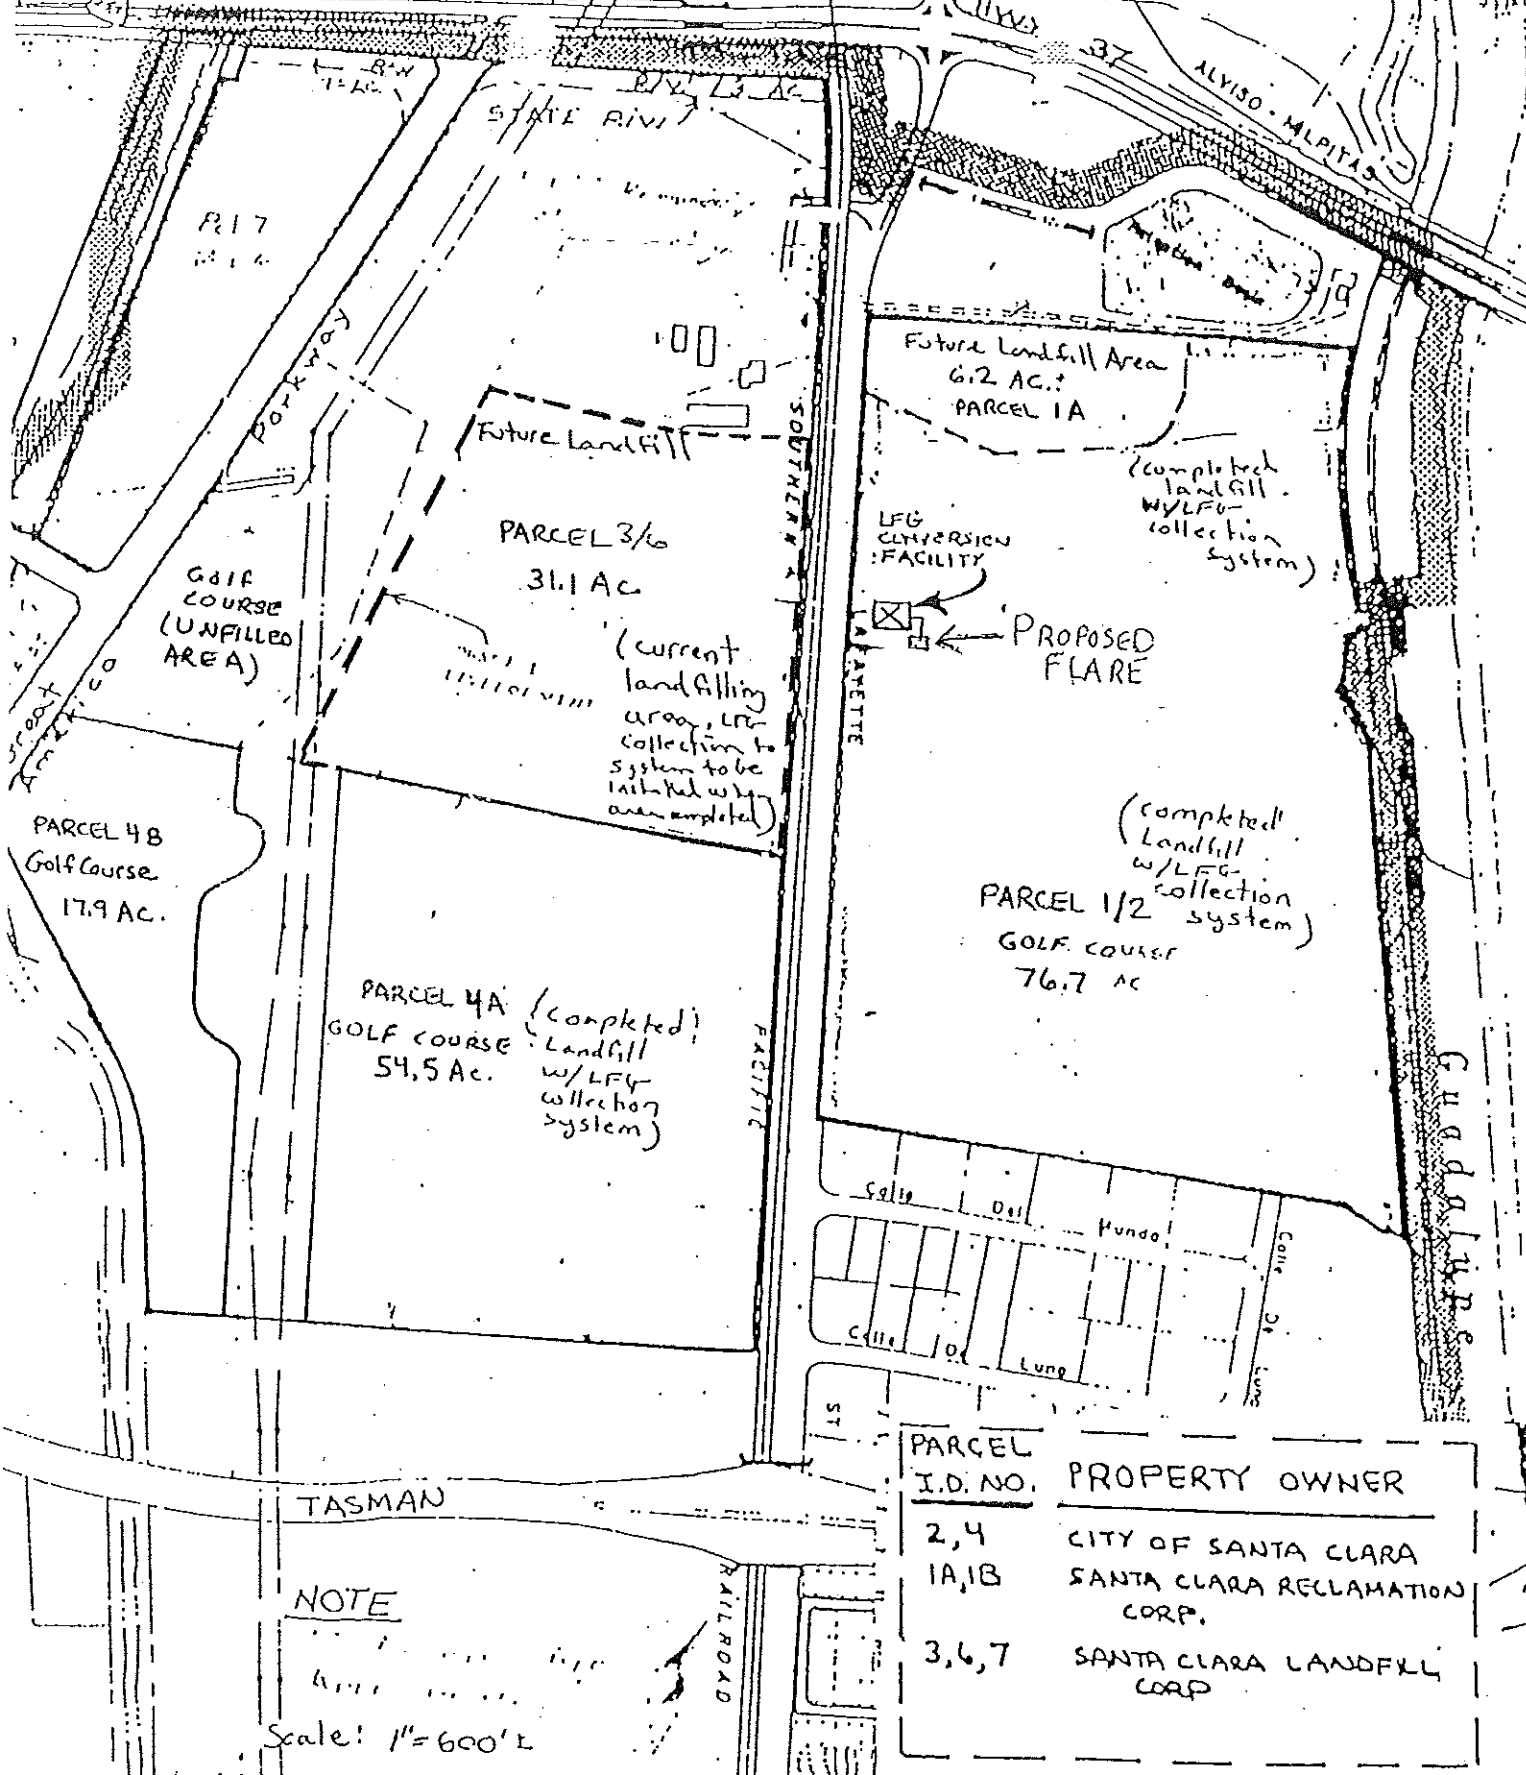 37
ALVISO - MILPITAS
R/W
STATE
Parkway
Future Landfill Area
6.2 AC.±
PARCEL 1A
Future Landfill
(completed
landfill
W/LFG
collection
system)
PARCEL 3/6
31.1 Ac.
LFG
CONVERSION
FACILITY
Golf
COURSE
(UNFILLED
AREA)
(current
landfilling
area, LFG
collection to
system to be
installed when
area completed)
PROPOSED
FLARE
SOUTHERN
PACIFIC
RAILROAD
LAFAYETTE
ST
PARCEL 4B
Golf Course
17.9 Ac.
(completed
Landfill
w/LFG
collection
system)
PARCEL 1/2
GOLF COURSE
76.7 AC
PARCEL 4A
GOLF COURSE
54.5 Ac.
(Completed
Landfill
w/LFG
collection
system)
Guadalupe
Calle Del Mundo
Calle De Luna
Calle De Luna
TASMAN
NOTE
Scale: 1"=600'±
PARCEL
I.D. NO. PROPERTY OWNER
2,4 CITY OF SANTA CLARA
1A,1B SANTA CLARA RECLAMATION
CORP.
3,6,7 SANTA CLARA LANDFILL
CORP